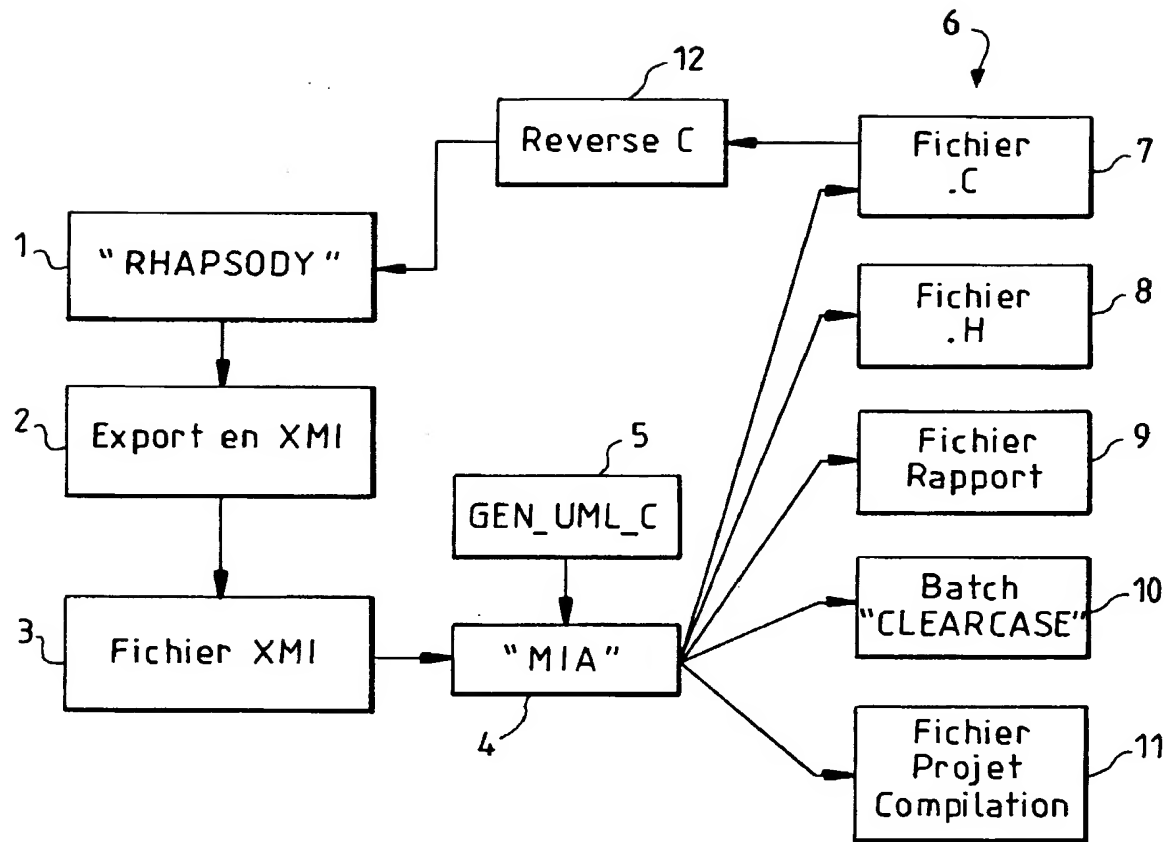 6
12
Reverse C
Fichier
.C
7
1
"RHAPSODY"
Fichier
.H
8
2
Export en XMI
5
GEN_UML_C
Fichier
Rapport
9
3
Fichier XMI
"MIA"
4
Batch
"CLEARCASE"
10
Fichier
Projet
Compilation
11